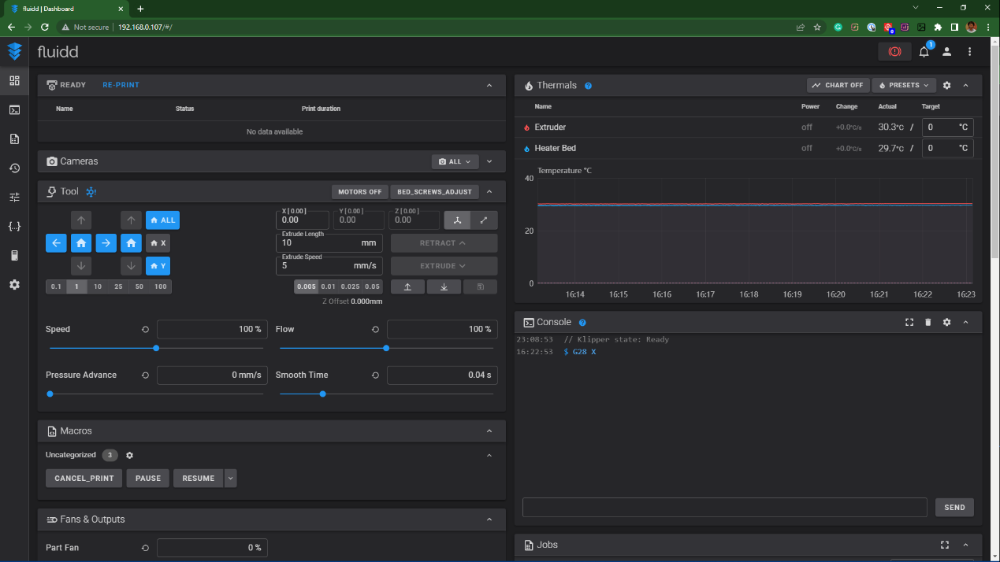 fluidd | Dashboard
Not secure | 192.168.0.107/#/
fluidd
1
READY RE-PRINT
Name Status Print duration
No data available
Cameras ALL
Tool MOTORS OFF BED_SCREWS_ADJUST
ALL
X
Y
0.1 1 10 25 50 100
X [ 0.00 ] Y [ 0.00 ] Z [ 0.00 ]
0.00 0.00 0.00
Extrude Length
10 mm RETRACT
Extrude Speed
5 mm/s EXTRUDE
0.005 0.01 0.025 0.05
Z Offset 0.000mm
Speed 100 % Flow 100 %
Pressure Advance 0 mm/s Smooth Time 0.04 s
Macros
Uncategorized 3
CANCEL_PRINT PAUSE RESUME
Fans & Outputs
Part Fan 0 %
Thermals CHART OFF PRESETS
Name Power Change Actual Target
Extruder off +0.0°C/s 30.3°C / 0 °C
Heater Bed off +0.0°C/s 29.7°C / 0 °C
Temperature °C
40
20
0
16:14 16:15 16:16 16:17 16:18 16:19 16:20 16:21 16:22 16:23
Console
23:08:53 // Klipper state: Ready
16:22:53 $ G28 X
SEND
Jobs